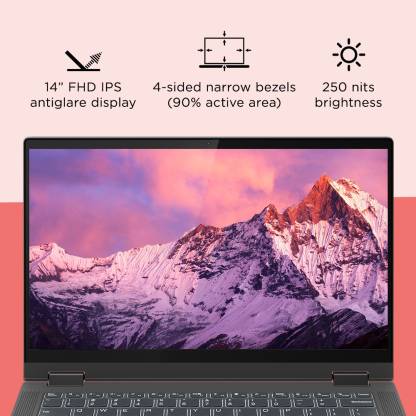 14” FHD IPS
antiglare display
4-sided narrow bezels
(90% active area)
250 nits
brightness